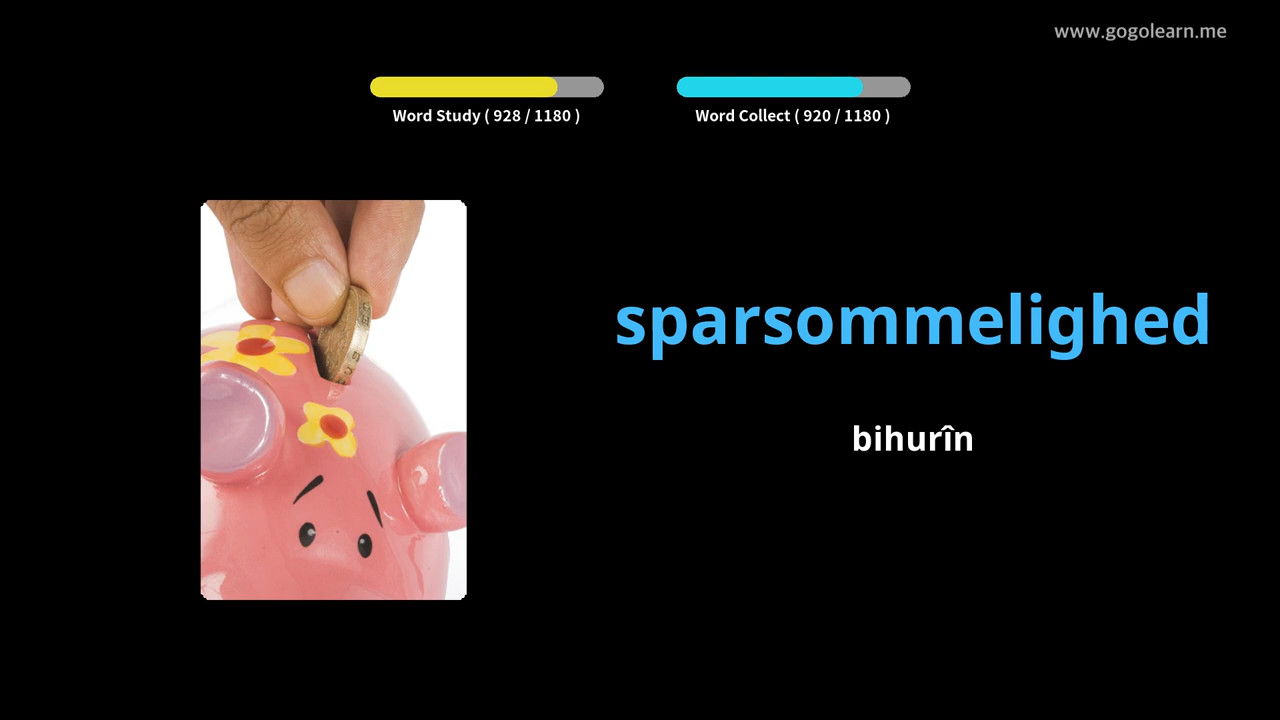 www.gogolearn.me
Word Study ( 928 / 1180 )
Word Collect ( 920 / 1180 )
sparsommelighed
bihurîn